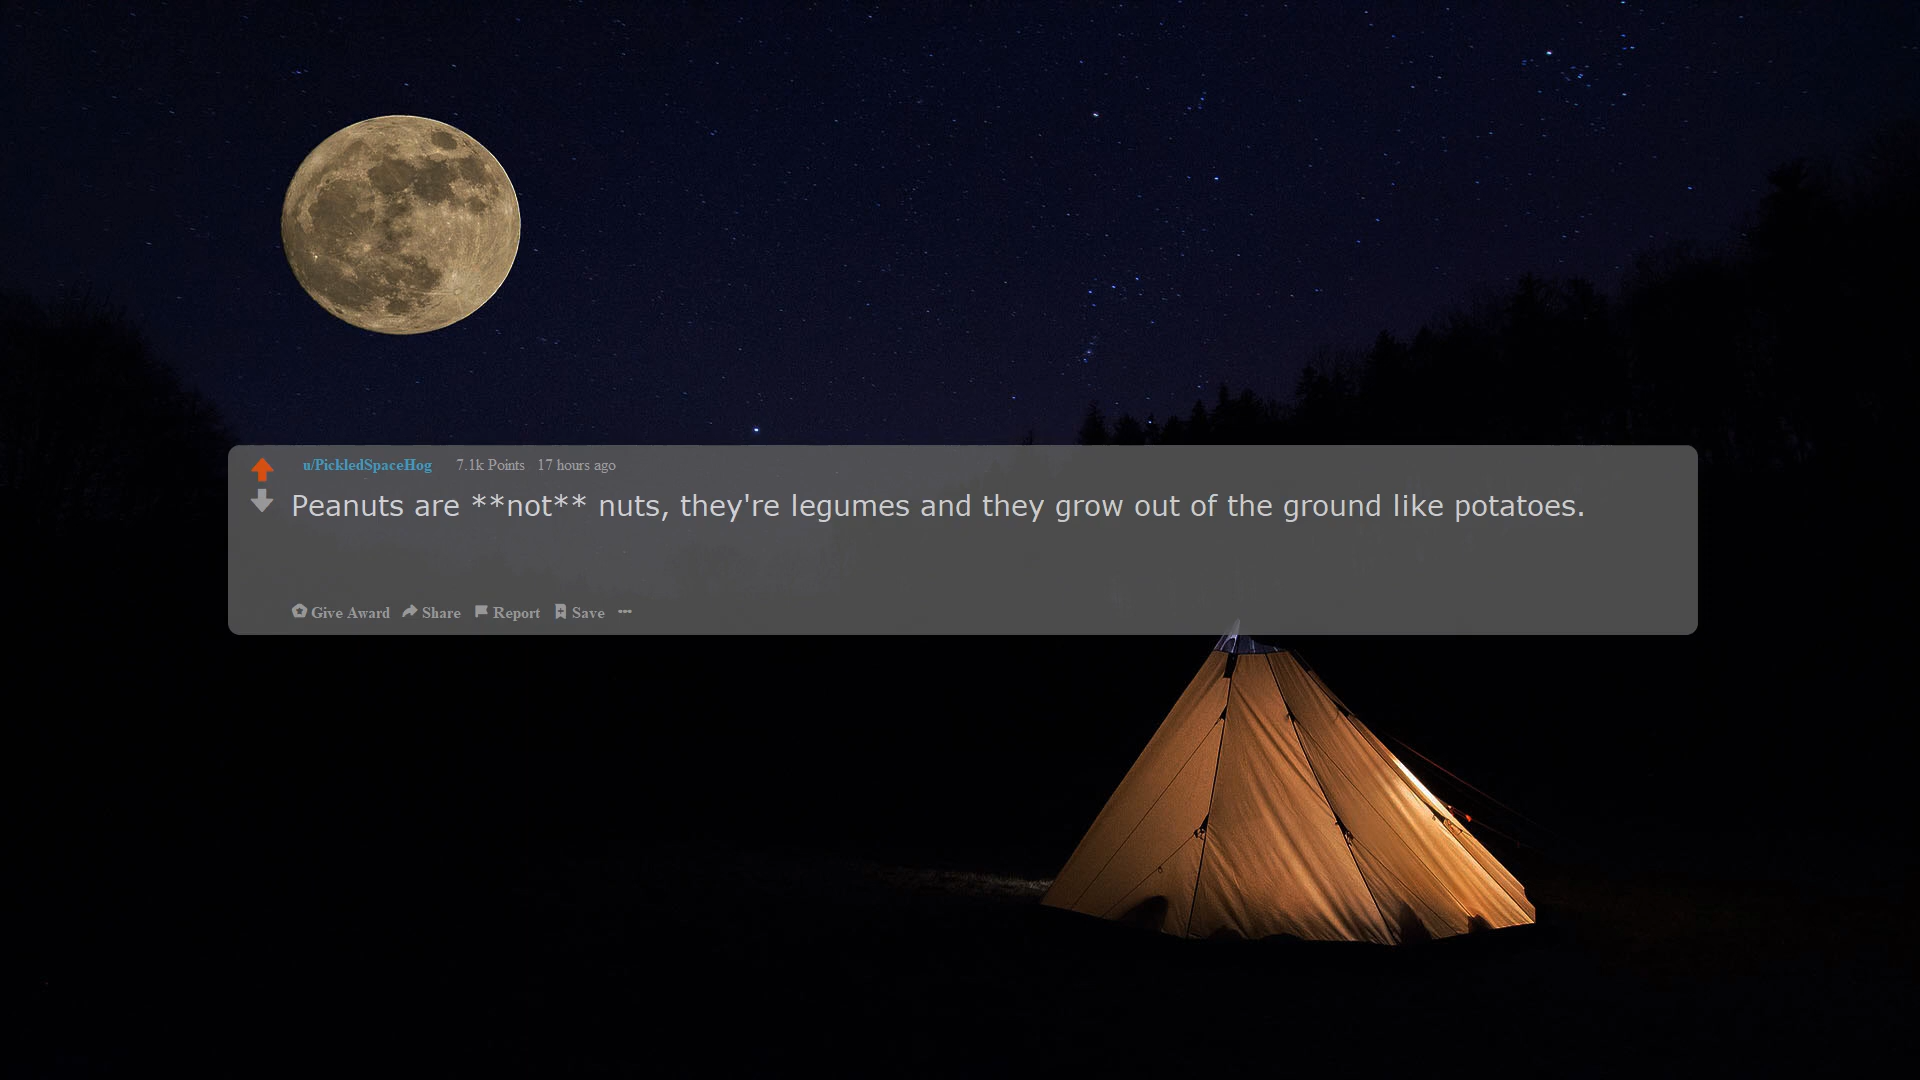 u/PickledSpaceHog 7.1k Points 17 hours ago
Peanuts are **not** nuts, they're legumes and they grow out of the ground like potatoes.
Give Award Share Report Save